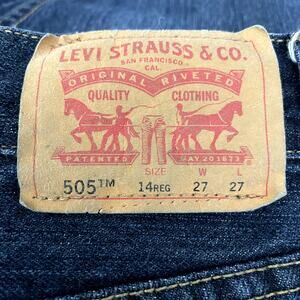 LEVI STRAUSS & CO.
SAN FRANCISCO
CAL.
ORIGINAL RIVETED
QUALITY CLOTHING
PATENTED MAY 20 1873
SIZE W L
505™ 14REG 27 27